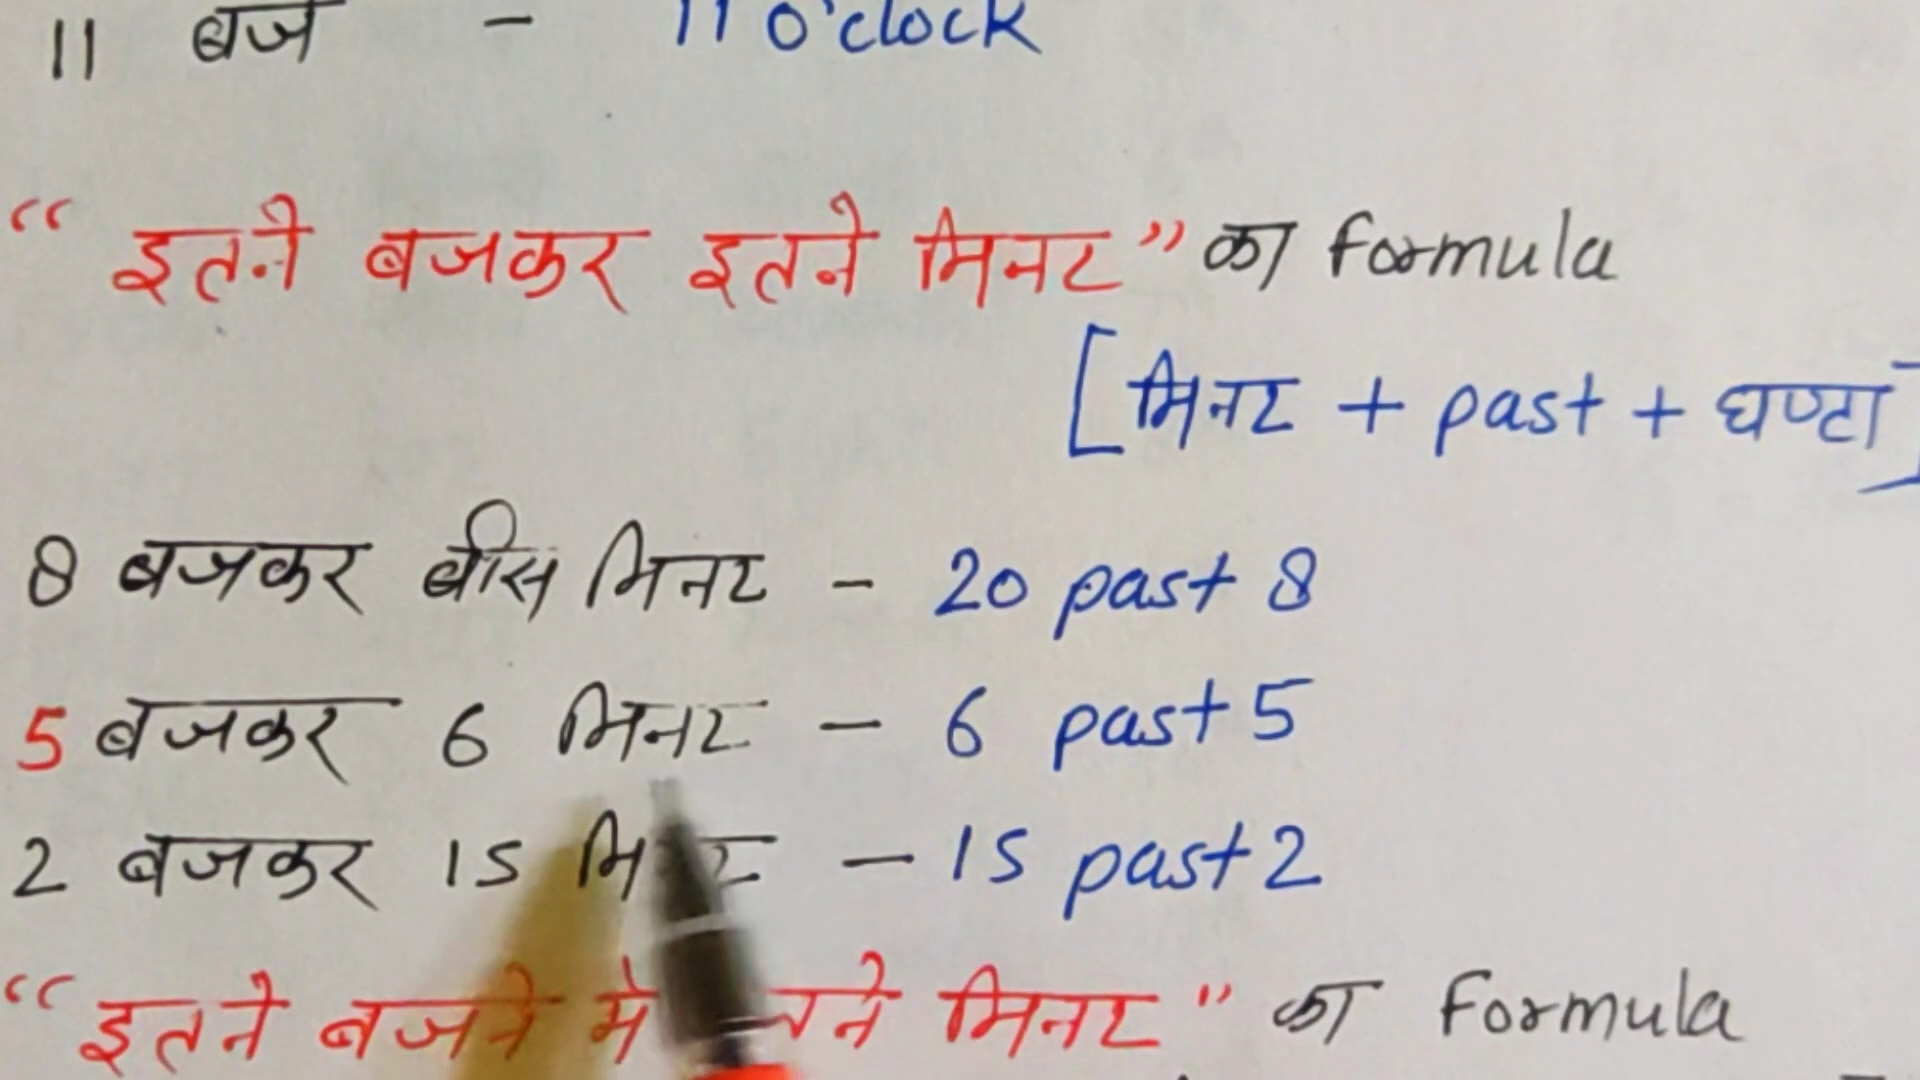 11 बजे - 11 o'clock
“इतने बजकर इतने मिनट” का formula
[मिनट + past + घण्टा]
8 बजकर बीस मिनट - 20 past 8
5 बजकर 6 मिनट - 6 past 5
2 बजकर 15 - 15 past 2
“इतने बजने मे मिनट” का Formula